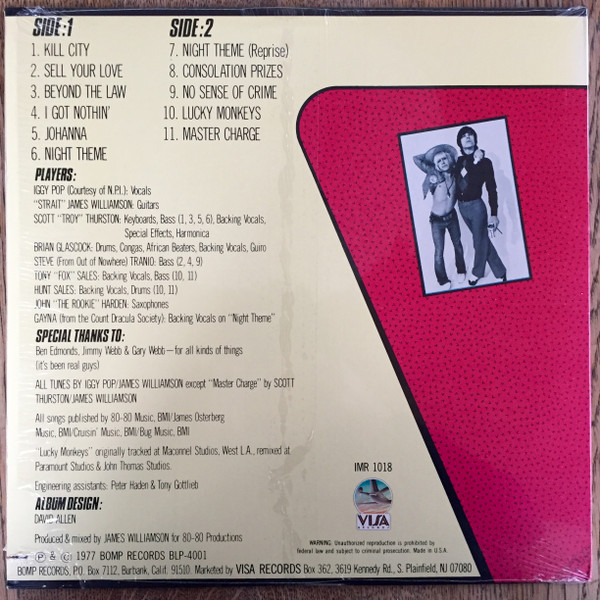 SIDE:1
1. KILL CITY
2. SELL YOUR LOVE
3. BEYOND THE LAW
4. I GOT NOTHIN'
5. JOHANNA
6. NIGHT THEME
SIDE:2
7. NIGHT THEME (Reprise)
8. CONSOLATION PRIZES
9. NO SENSE OF CRIME
10. LUCKY MONKEYS
11. MASTER CHARGE
PLAYERS:
IGGY POP (Courtesy of N.P.I.): Vocals
"STRAIT" JAMES WILLIAMSON: Guitars
SCOTT "TROY" THURSTON: Keyboards, Bass (1, 3, 5, 6), Backing Vocals,
Special Effects, Harmonica
BRIAN GLASCOCK: Drums, Congas, African Beaters, Backing Vocals, Guiro
STEVE (From Out of Nowhere) TRANIO: Bass (2, 4, 9)
TONY "FOX" SALES: Backing Vocals, Bass (10, 11)
HUNT SALES: Backing Vocals, Drums (10, 11)
JOHN "THE ROOKIE" HARDEN: Saxophones
GAYNA (from the Count Dracula Society): Backing Vocals on "Night Theme"
SPECIAL THANKS TO:
Ben Edmonds, Jimmy Webb & Gary Webb—for all kinds of things
(it's been real guys)
ALL TUNES BY IGGY POP/JAMES WILLIAMSON except "Master Charge" by SCOTT
THURSTON/JAMES WILLIAMSON
All songs published by 80-80 Music, BMI/James Osterberg
Music, BMI/Cruisin' Music, BMI/Bug Music, BMI
"Lucky Monkeys" originally tracked at Maconnel Studios, West L.A., remixed at
Paramount Studios & John Thomas Studios.
Engineering assistants: Peter Haden & Tony Gottlieb
ALBUM DESIGN:
DAVID ALLEN
Produced & mixed by JAMES WILLIAMSON for 80-80 Productions
Ⓟ & © 1977 BOMP RECORDS BLP-4001
BOMP RECORDS, P.O. Box 7112, Burbank, Calif. 91510. Marketed by VISA RECORDS Box 362, 3619 Kennedy Rd., S. Plainfield, NJ 07080
IMR 1018
VISA
RECORDS
WARNING: Unauthorized reproduction is prohibited by
federal law and subject to criminal prosecution. Made in U.S.A.